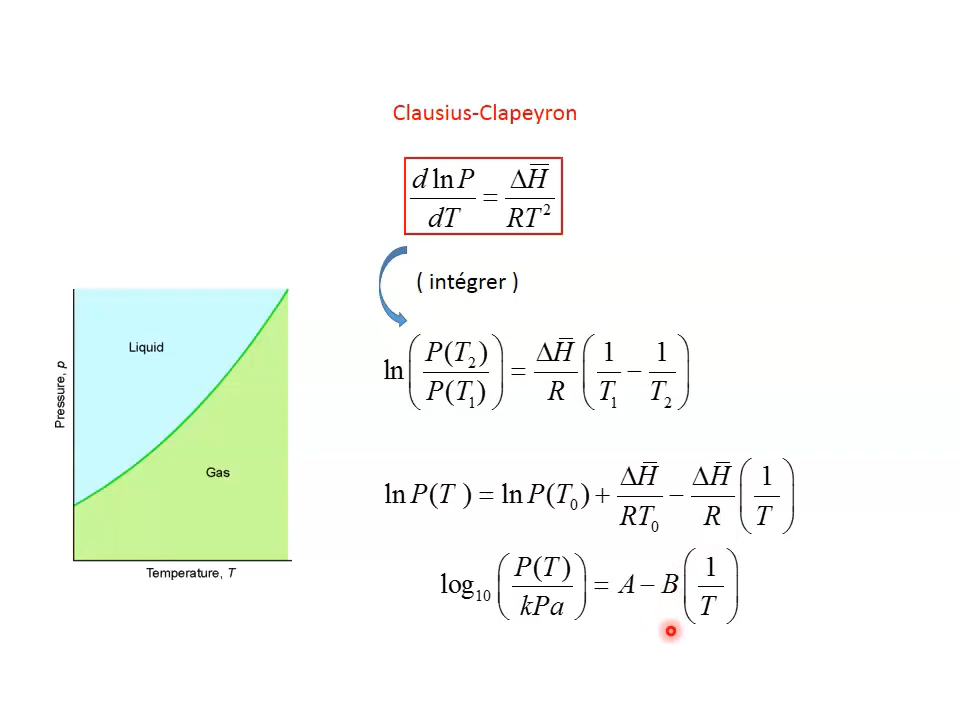 Clausius-Clapeyron
d ln P / dT = ΔH̅ / RT²
( intégrer )
ln ( P(T₂) / P(T₁) ) = ΔH̅ / R ( 1 / T₁ − 1 / T₂ )
ln P(T ) = ln P(T₀) + ΔH̅ / RT₀ − ΔH̅ / R ( 1 / T )
log₁₀ ( P(T) / kPa ) = A − B ( 1 / T )
Liquid
Gas
Pressure, p
Temperature, T